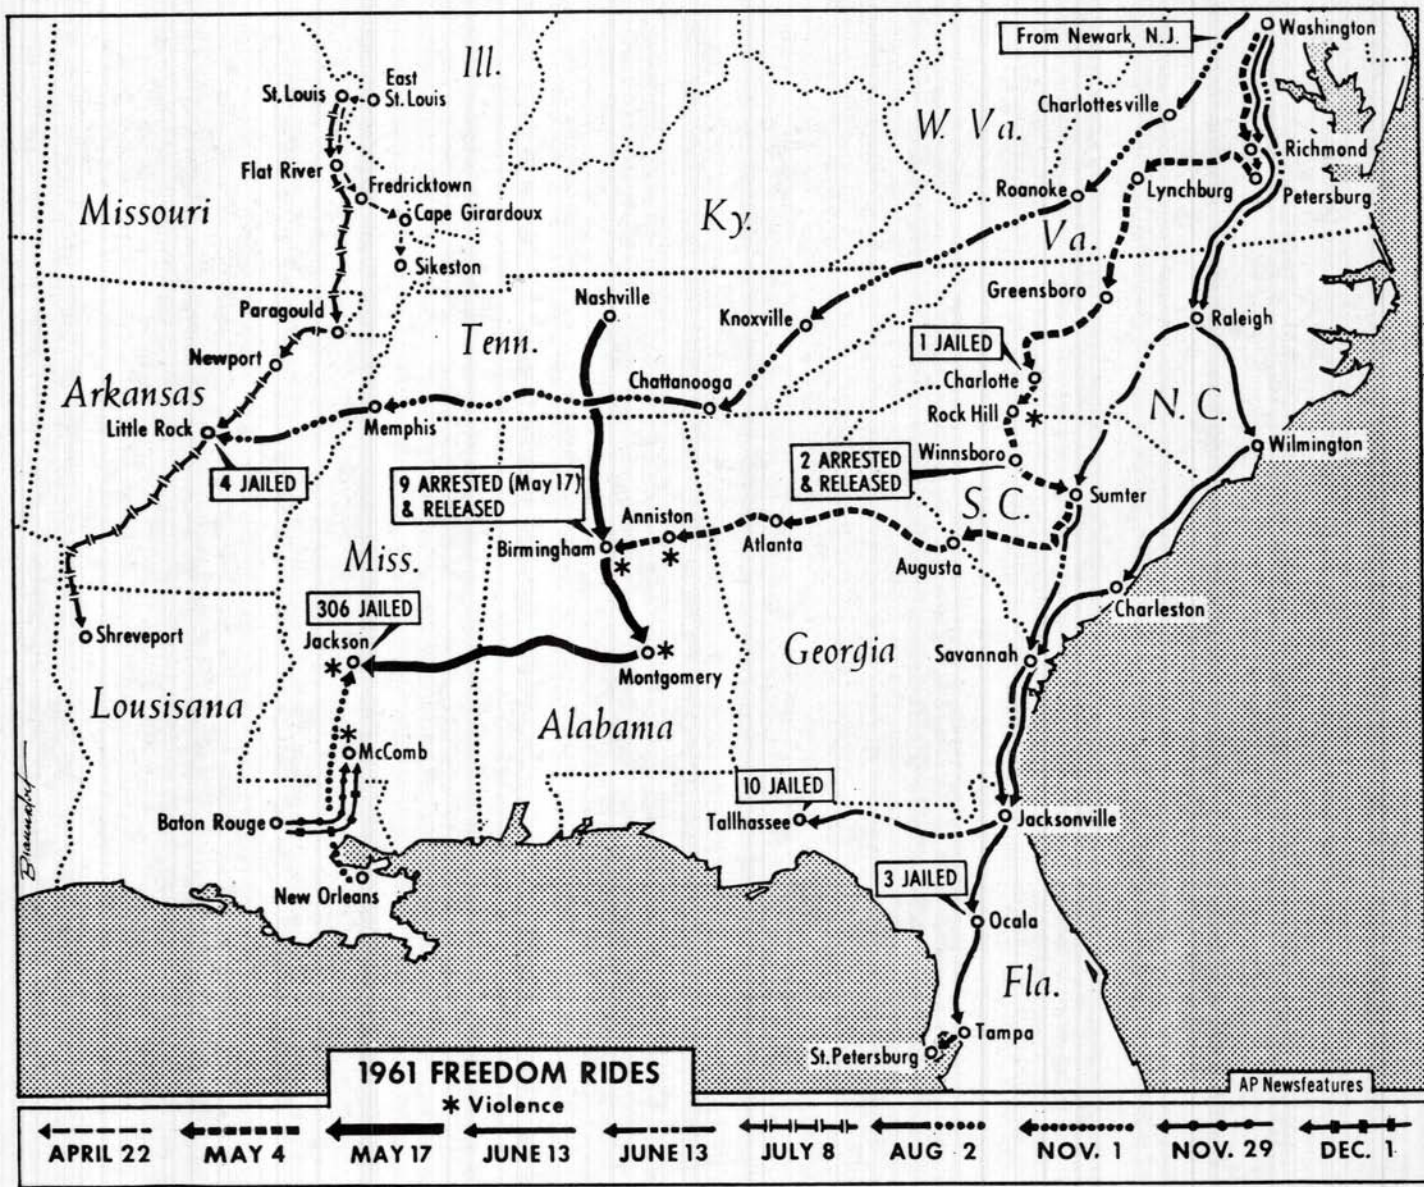 From Newark, N.J.
Washington
Ill.
St. Louis
East
St. Louis
Charlottesville
W. Va.
Richmond
Flat River
Fredricktown
Roanoke
Lynchburg
Petersburg
Missouri
Cape Girardoux
Ky.
Va.
Sikeston
Greensboro
Nashville
Paragould
Knoxville
Raleigh
Tenn.
Newport
1 JAILED
Chattanooga
Charlotte
Arkansas
Rock Hill
N.C.
Little Rock
Memphis
*
Wilmington
Winnsboro
2 ARRESTED
& RELEASED
4 JAILED
9 ARRESTED (May 17)
& RELEASED
Sumter
S.C.
Anniston
Atlanta
Birmingham
*
*
Augusta
Miss.
306 JAILED
Charleston
Shreveport
Jackson
*
*
Georgia
Savannah
Montgomery
Lousisana
Alabama
*
McComb
10 JAILED
Baton Rouge
Tallhassee
Jacksonville
New Orleans
3 JAILED
Ocala
Fla.
Tampa
St. Petersburg
1961 FREEDOM RIDES
* Violence
AP Newsfeatures
APRIL 22
MAY 4
MAY 17
JUNE 13
JUNE 13
JULY 8
AUG 2
NOV. 1
NOV. 29
DEC. 1